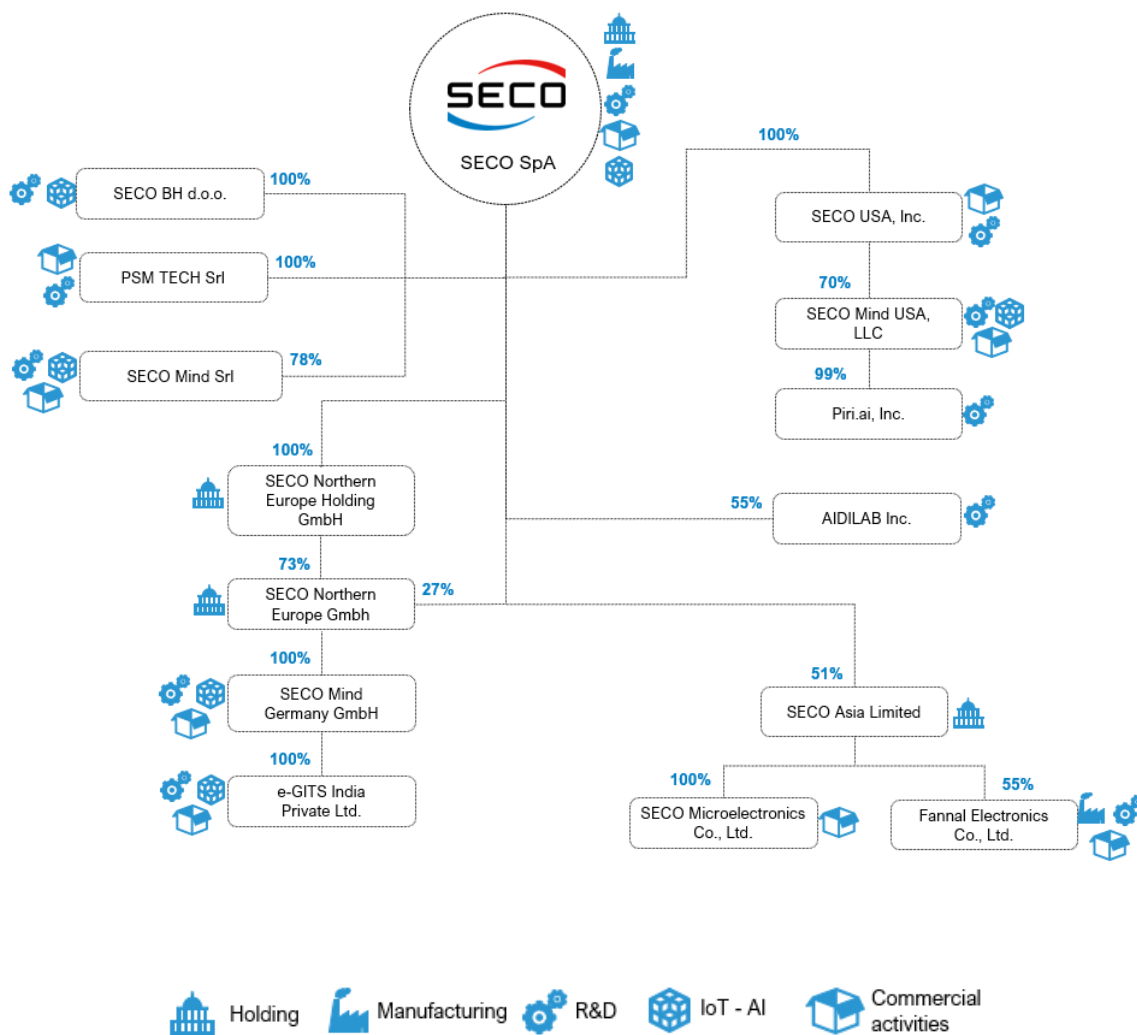 SECO
SECO SpA
100%
SECO BH d.o.o.
100%
PSM TECH Srl
78%
SECO Mind Srl
100%
SECO USA, Inc.
70%
SECO Mind USA,
LLC
99%
Piri.ai, Inc.
100%
SECO Northern
Europe Holding
GmbH
55%
AIDILAB Inc.
73%
SECO Northern
Europe Gmbh
27%
100%
SECO Mind
Germany GmbH
100%
e-GITS India
Private Ltd.
51%
SECO Asia Limited
100%
SECO Microelectronics
Co., Ltd.
55%
Fannal Electronics
Co., Ltd.
Holding
Manufacturing
R&D
IoT - AI
Commercial
activities